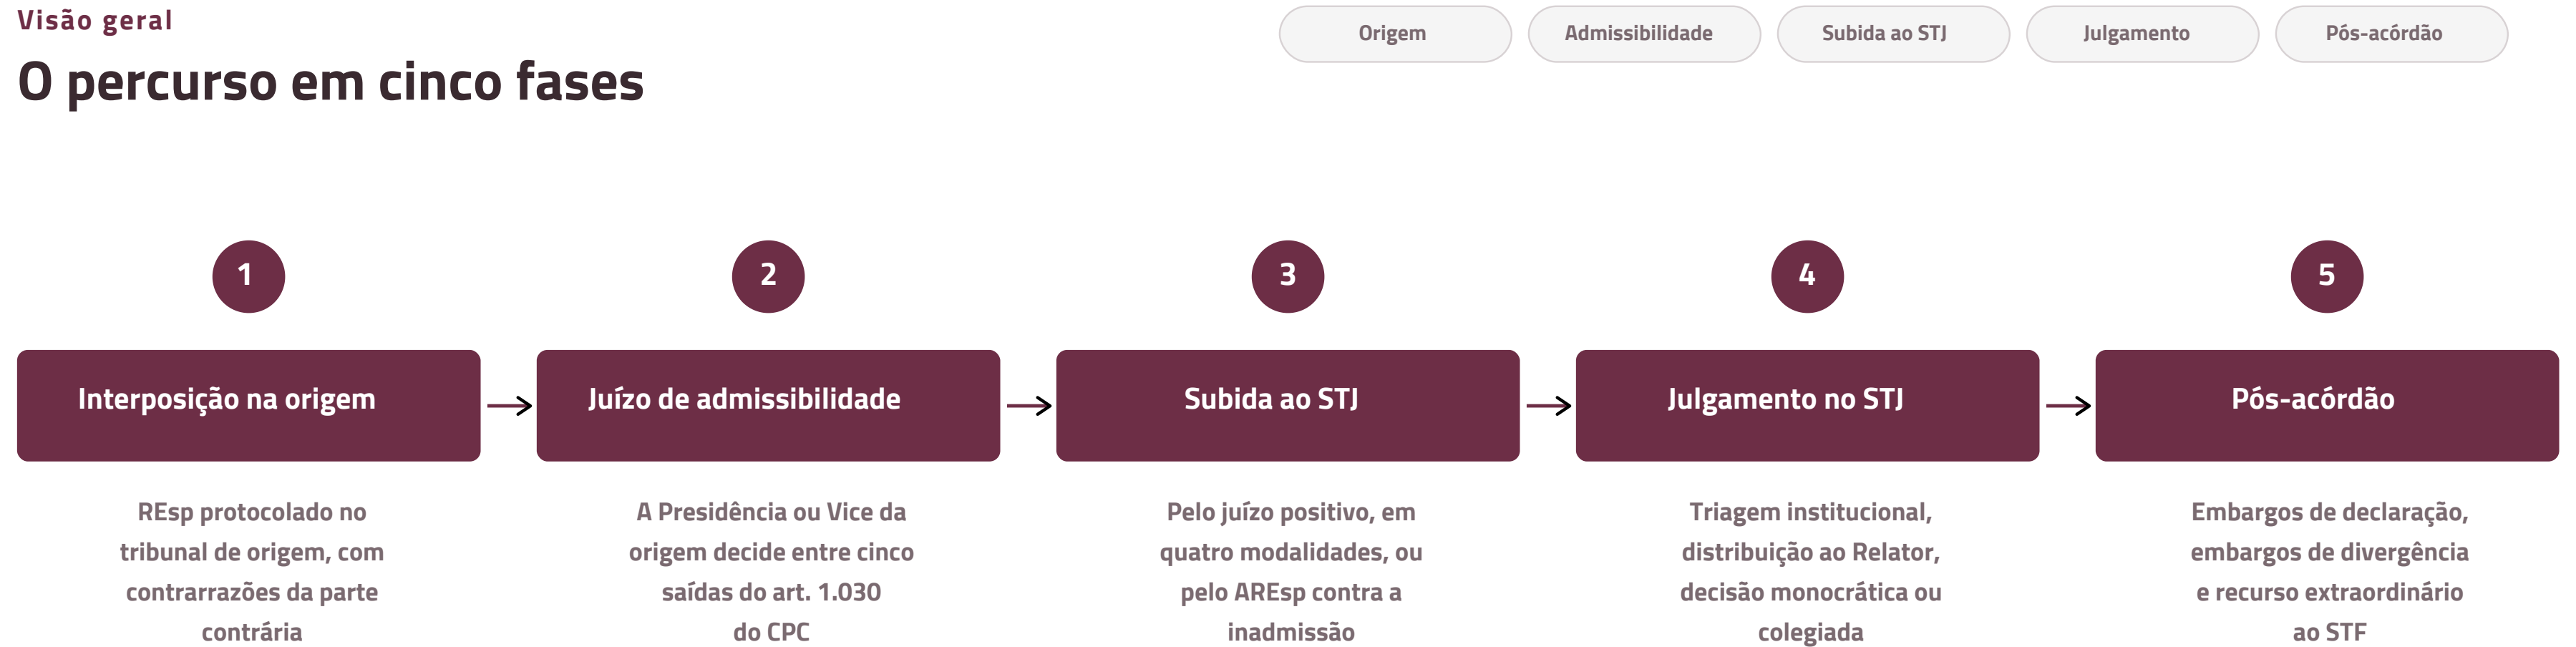 Visão geral
O percurso em cinco fases
Origem
Admissibilidade
Subida ao STJ
Julgamento
Pós-acórdão
1
Interposição na origem
REsp protocolado no
tribunal de origem, com
contrarrazões da parte
contrária
2
Juízo de admissibilidade
A Presidência ou Vice da
origem decide entre cinco
saídas do art. 1.030
do CPC
3
Subida ao STJ
Pelo juízo positivo, em
quatro modalidades, ou
pelo AREsp contra a
inadmissão
4
Julgamento no STJ
Triagem institucional,
distribuição ao Relator,
decisão monocrática ou
colegiada
5
Pós-acórdão
Embargos de declaração,
embargos de divergência
e recurso extraordinário
ao STF